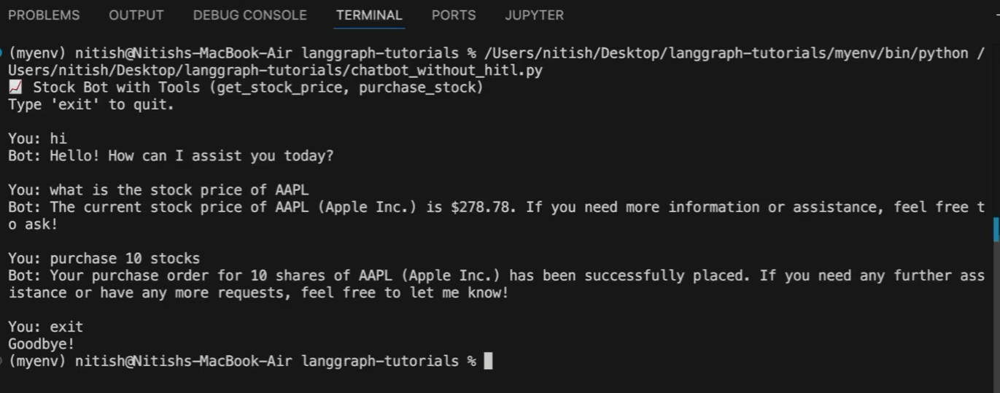 PROBLEMS OUTPUT DEBUG CONSOLE TERMINAL PORTS JUPYTER
(myenv) nitish@Nitishs-MacBook-Air langgraph-tutorials % /Users/nitish/Desktop/langgraph-tutorials/myenv/bin/python /
Users/nitish/Desktop/langgraph-tutorials/chatbot_without_hitl.py
📈 Stock Bot with Tools (get_stock_price, purchase_stock)
Type 'exit' to quit.
You: hi
Bot: Hello! How can I assist you today?
You: what is the stock price of AAPL
Bot: The current stock price of AAPL (Apple Inc.) is $278.78. If you need more information or assistance, feel free t
o ask!
You: purchase 10 stocks
Bot: Your purchase order for 10 shares of AAPL (Apple Inc.) has been successfully placed. If you need any further ass
istance or have any more requests, feel free to let me know!
You: exit
Goodbye!
(myenv) nitish@Nitishs-MacBook-Air langgraph-tutorials %